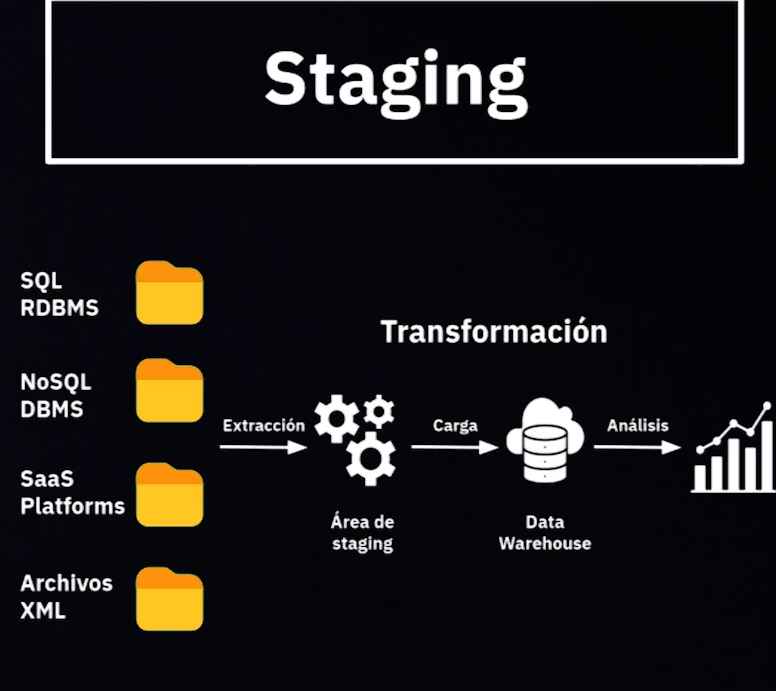 Staging
SQL
RDBMS
NoSQL
DBMS
SaaS
Platforms
Archivos
XML
Transformación
Extracción
Carga
Análisis
Área de
staging
Data
Warehouse